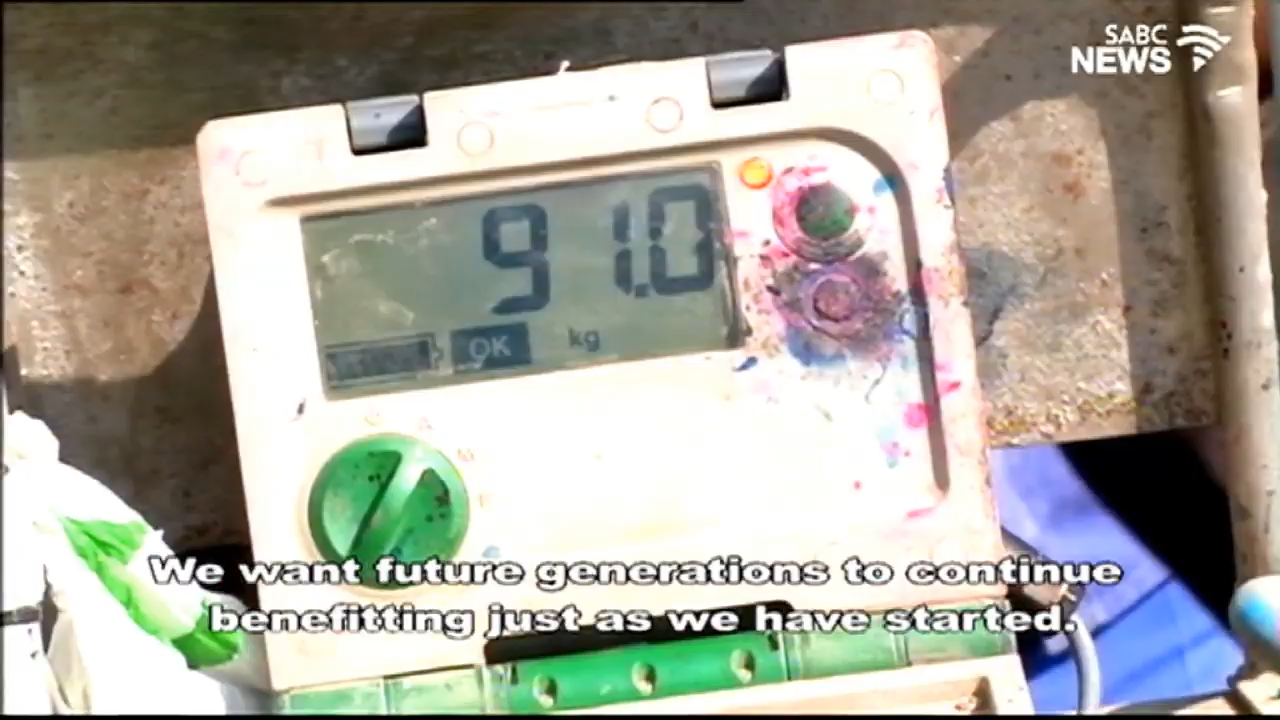 SABC
NEWS
91.0
OK kg
We want future generations to continue
benefitting just as we have started.